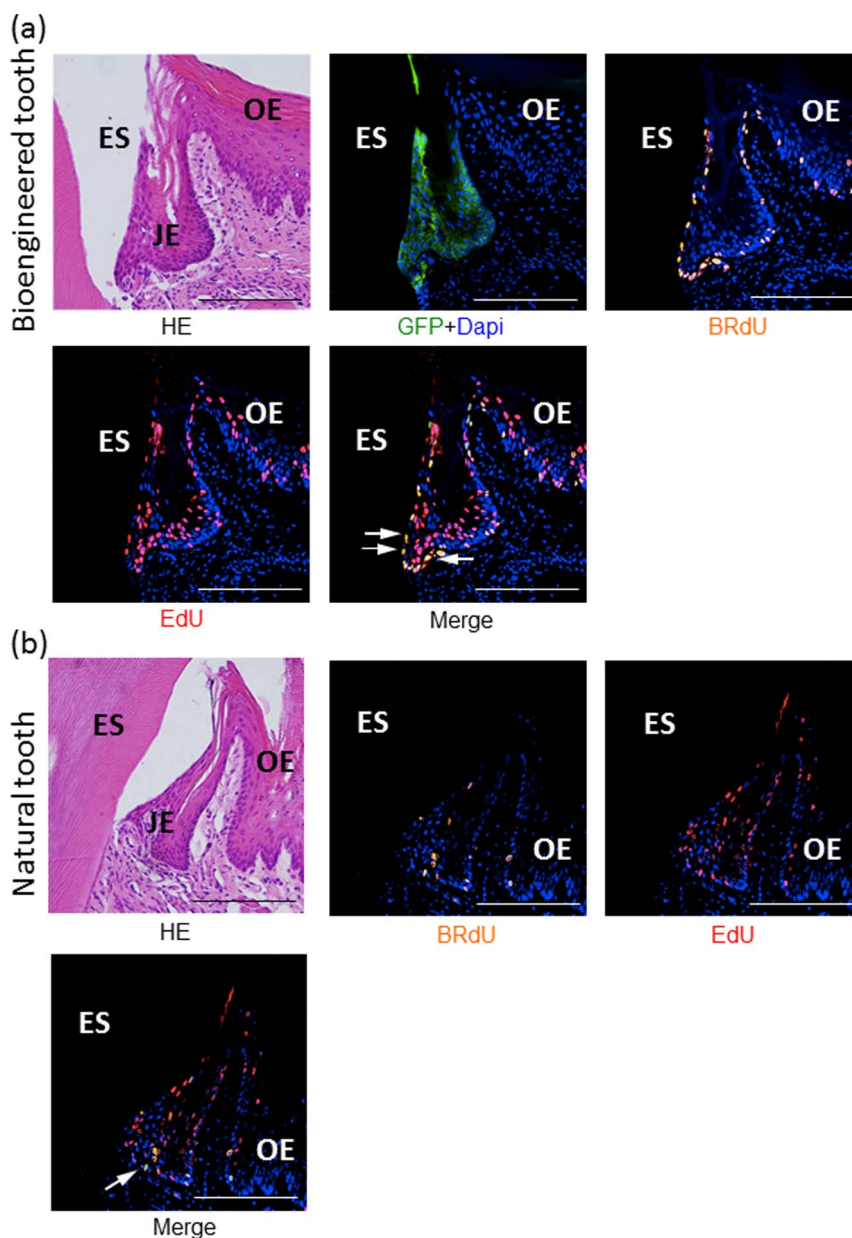 (a)
Bioengineered tooth
ES
OE
JE
HE
ES
OE
GFP+Dapi
ES
OE
BRdU
ES
OE
EdU
ES
OE
Merge
(b)
Natural tooth
ES
OE
JE
HE
ES
OE
BRdU
ES
OE
EdU
ES
OE
Merge